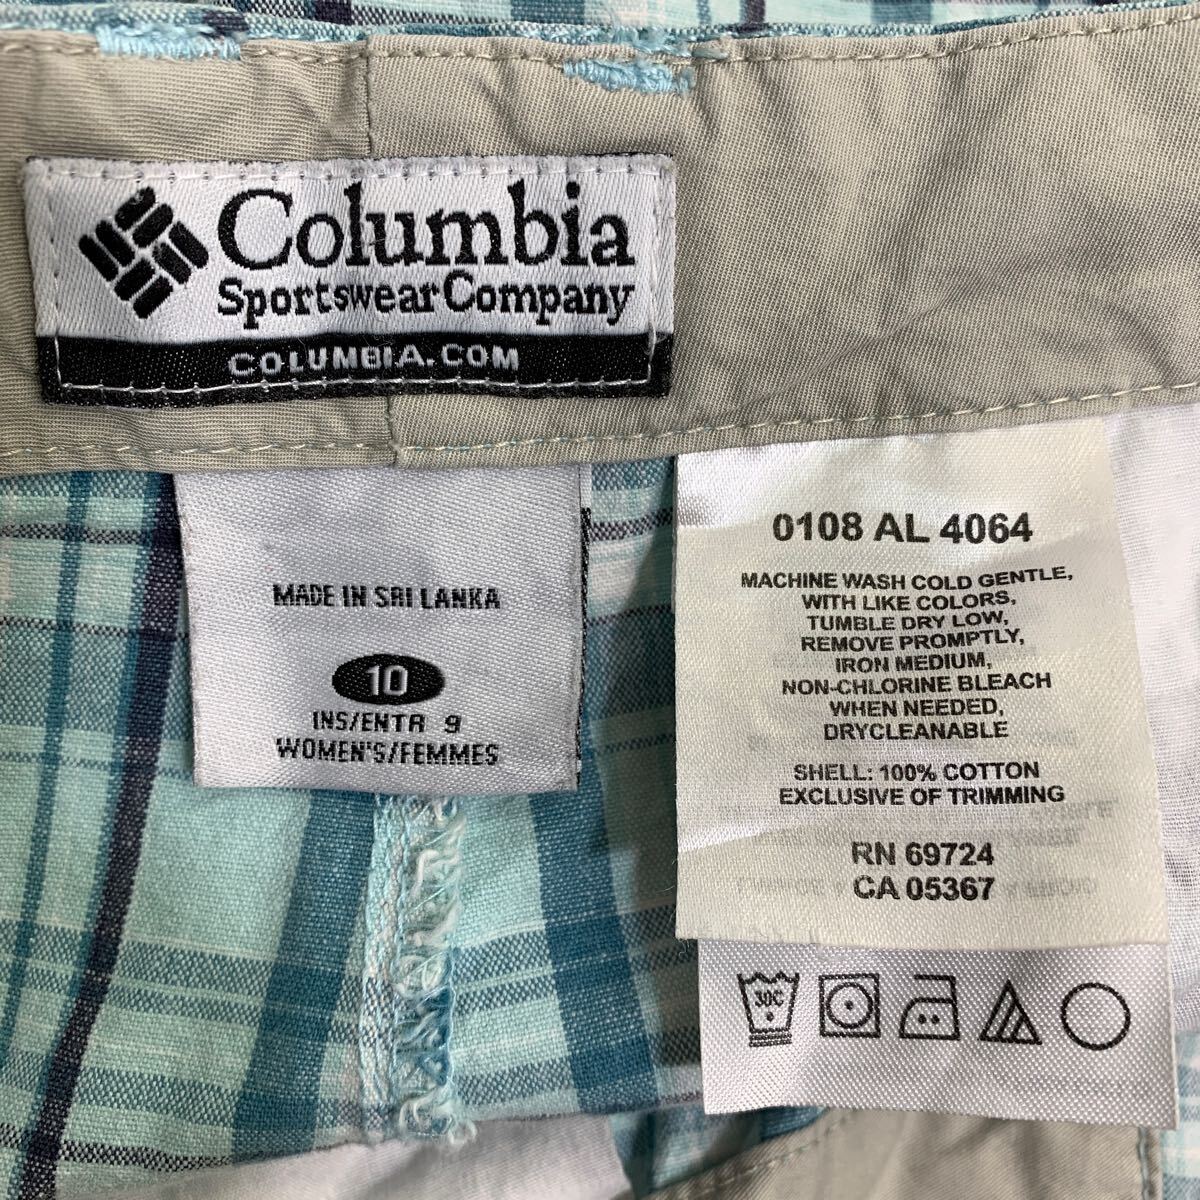 Columbia
Sportswear Company
COLUMBIA.COM
MADE IN SRI LANKA
10
INS/ENTR 9
WOMEN'S/FEMMES
0108 AL 4064
MACHINE WASH COLD GENTLE,
WITH LIKE COLORS,
TUMBLE DRY LOW,
REMOVE PROMPTLY,
IRON MEDIUM,
NON-CHLORINE BLEACH
WHEN NEEDED,
DRYCLEANABLE
SHELL: 100% COTTON
EXCLUSIVE OF TRIMMING
RN 69724
CA 05367
30C